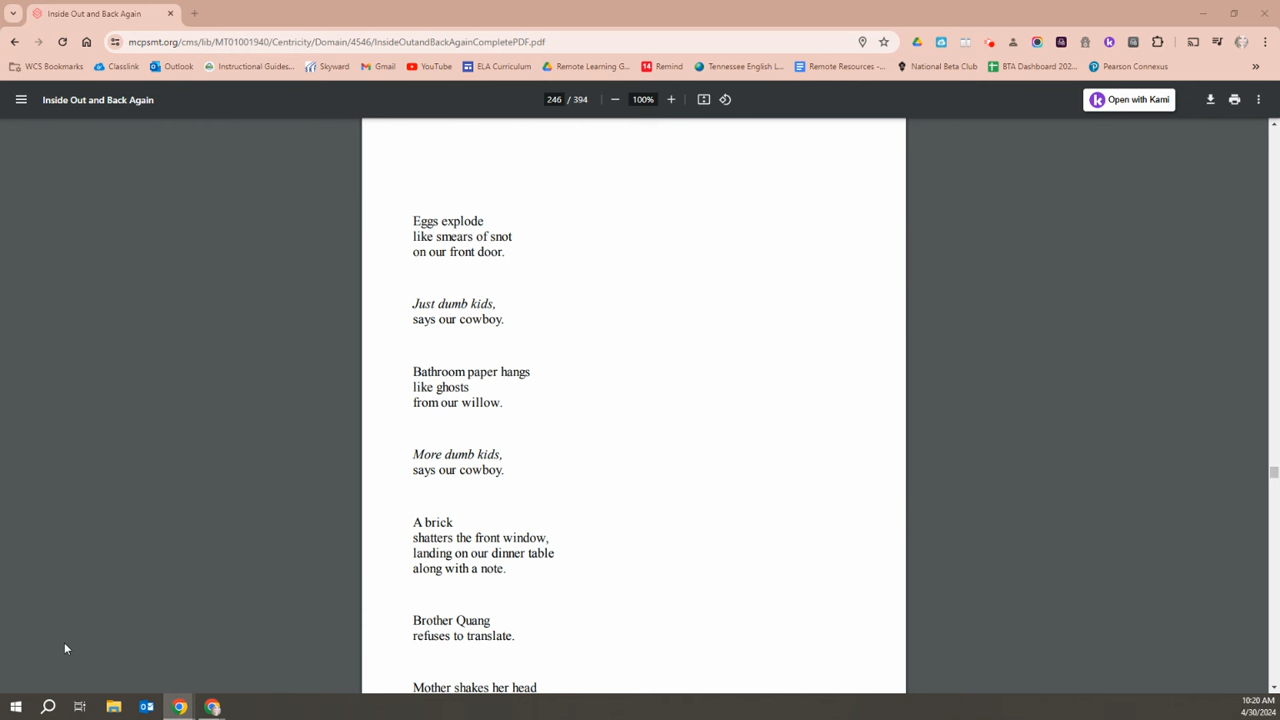 Inside Out and Back Again
mcpsmt.org/cms/lib/MT01001940/Centricity/Domain/4546/InsideOutandBackAgainCompletePDF.pdf
WCS Bookmarks Classlink Outlook Instructional Guides... Skyward Gmail YouTube ELA Curriculum Remote Learning G... Remind Tennessee English L... Remote Resources -... National Beta Club BTA Dashboard 202... Pearson Connexus
Inside Out and Back Again 246 / 394 100% Open with Kami
Eggs explode
like smears of snot
on our front door.
Just dumb kids,
says our cowboy.
Bathroom paper hangs
like ghosts
from our willow.
More dumb kids,
says our cowboy.
A brick
shatters the front window,
landing on our dinner table
along with a note.
Brother Quang
refuses to translate.
Mother shakes her head
10:20 AM
4/30/2024